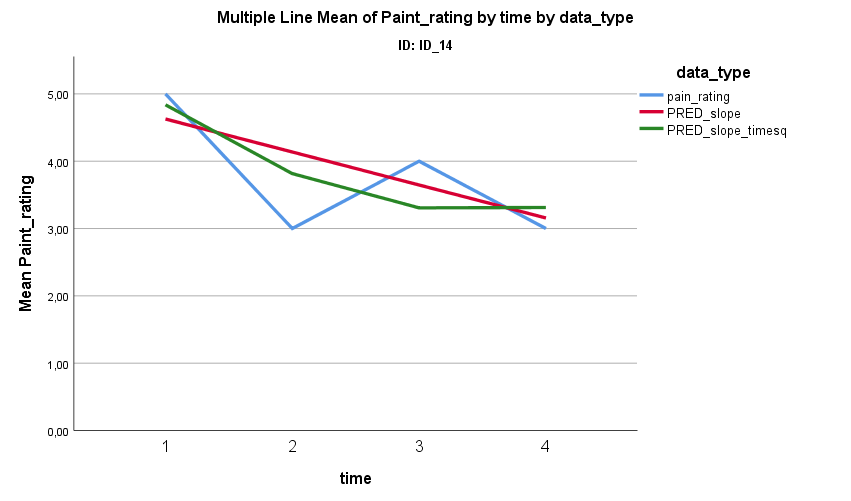 Multiple Line Mean of Paint_rating by time by data_type
ID: ID_14
data_type
pain_rating
PRED_slope
PRED_slope_timesq
Mean Paint_rating
5,00
4,00
3,00
2,00
1,00
0,00
1 2 3 4
time